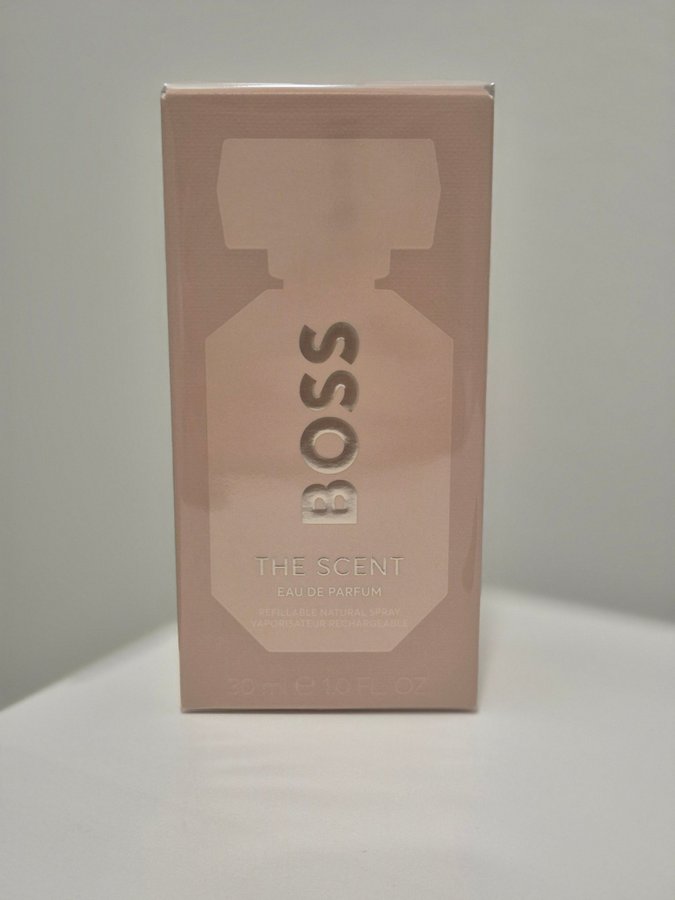 BOSS
THE SCENT
EAU DE PARFUM
REFILLABLE NATURAL SPRAY
VAPORISATEUR RECHARGEABLE
30 ml ℮ 1.0 FL OZ